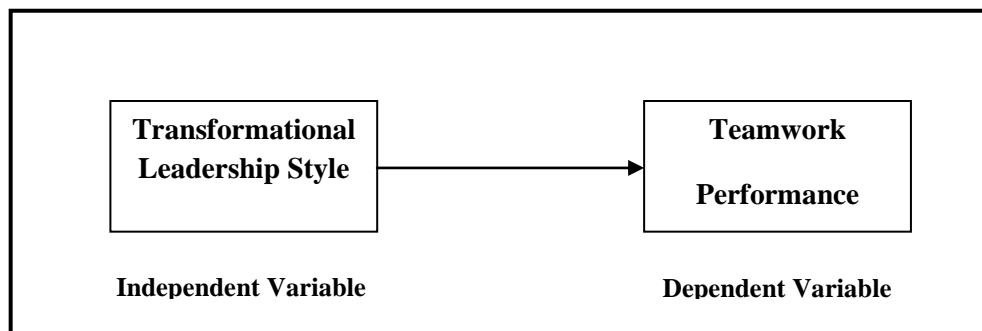 Transformational
Leadership Style
Teamwork
Performance
Independent Variable
Dependent Variable